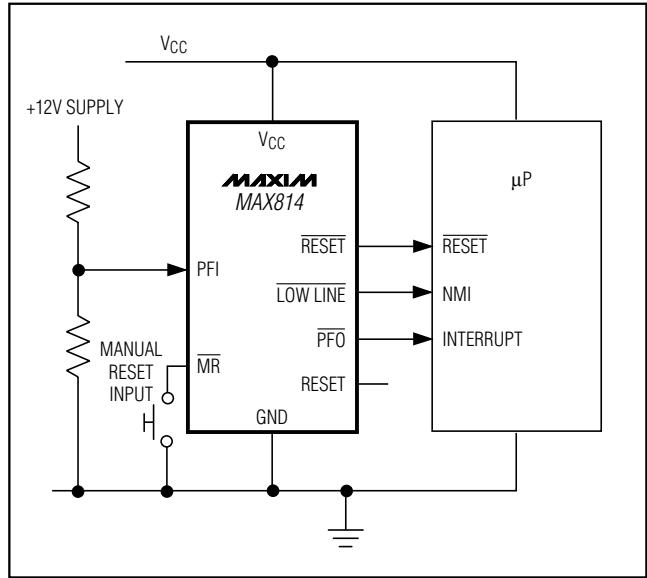 VCC
+12V SUPPLY
VCC
MAXIM
MAX814
PFI
MANUAL
RESET
INPUT
MR
GND
RESET
LOW LINE
PFO
RESET
µP
RESET
NMI
INTERRUPT